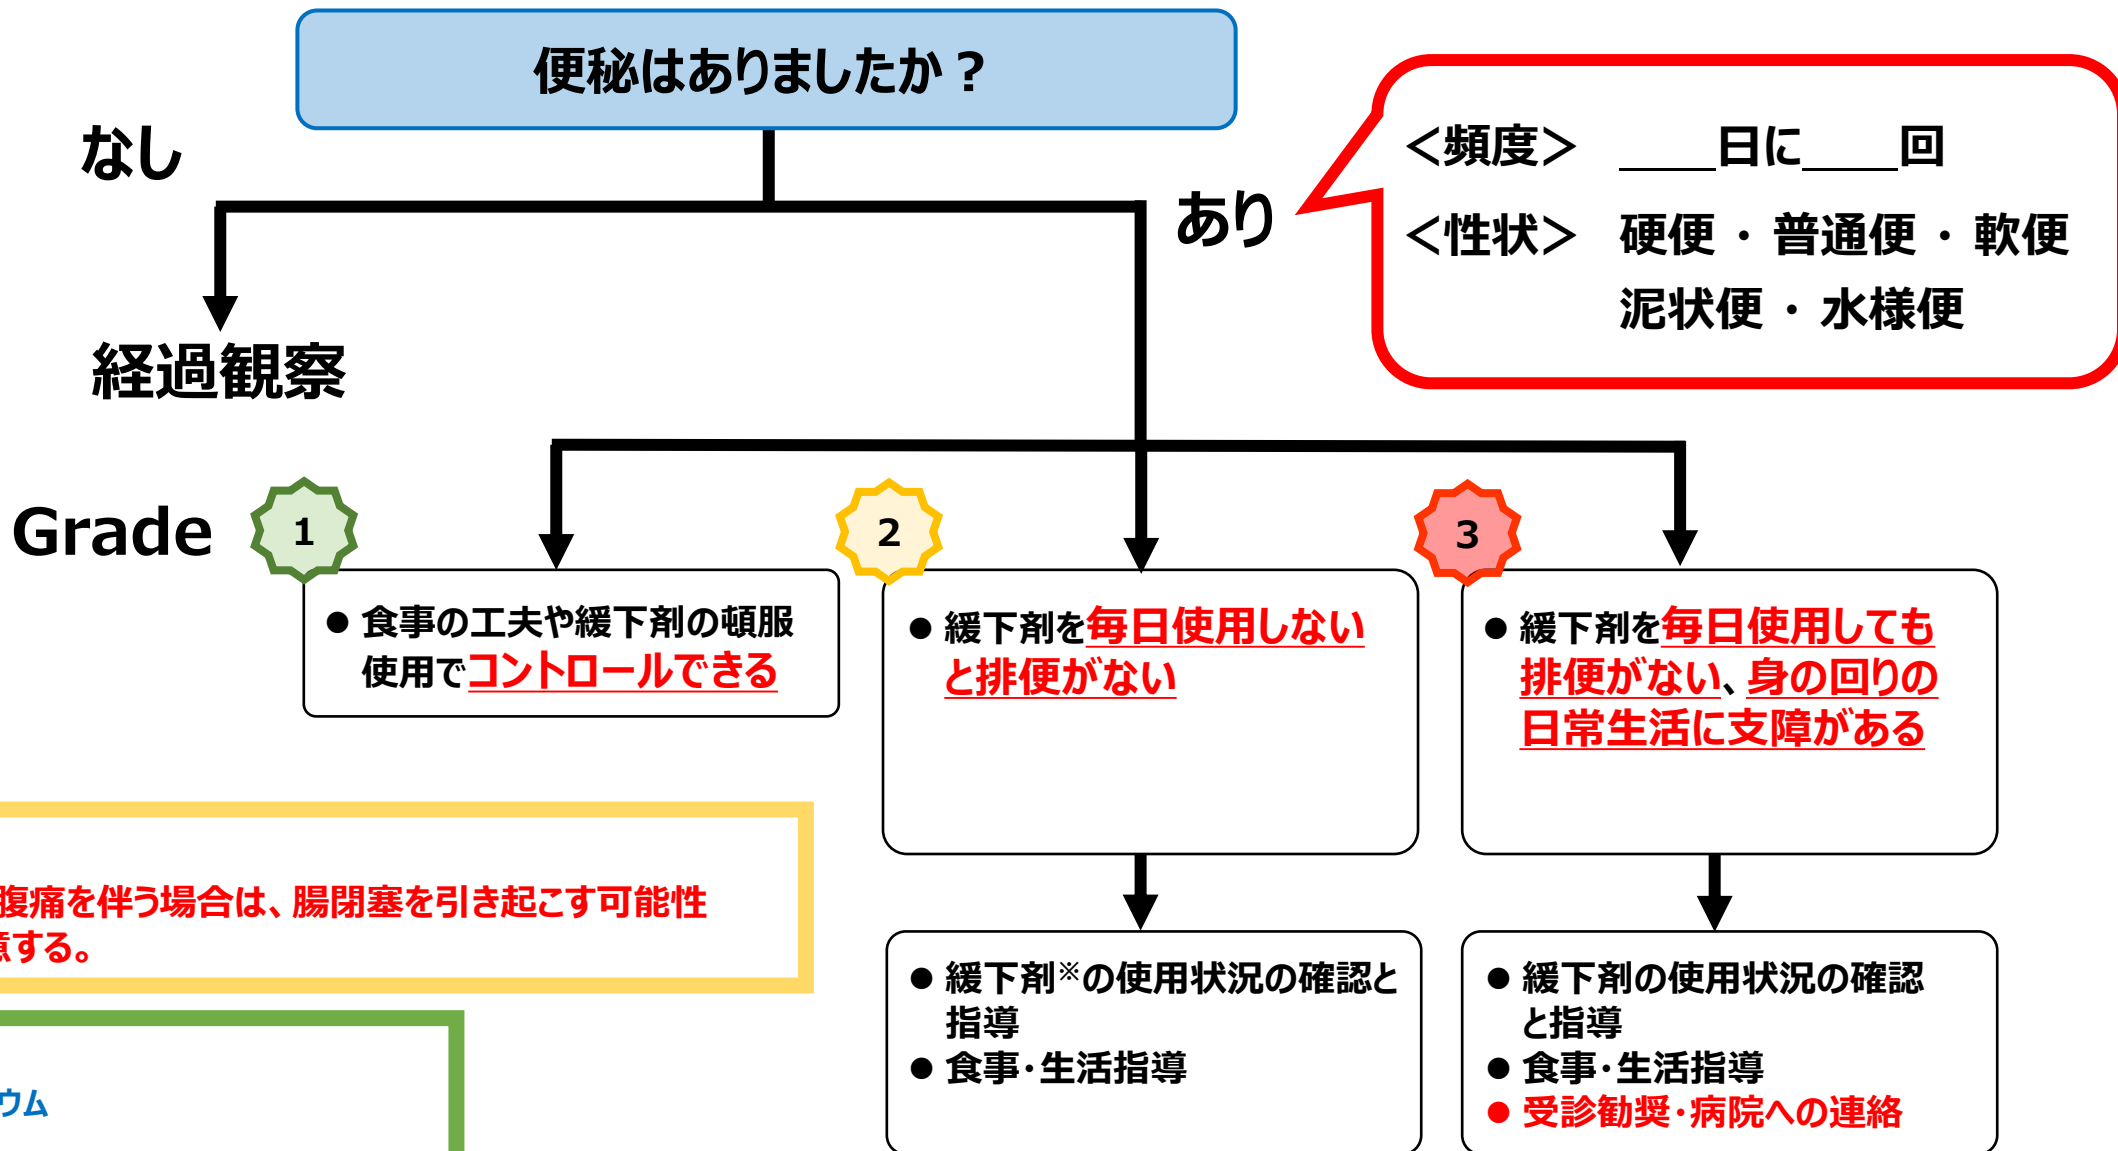 便秘はありましたか？
なし
あり
＜頻度＞ ____日に____回
＜性状＞ 硬便 ・ 普通便 ・ 軟便
泥状便 ・ 水様便
経過観察
Grade
1
2
3
● 食事の工夫や緩下剤の頓服
使用でコントロールできる
● 緩下剤を毎日使用しない
と排便がない
● 緩下剤を毎日使用しても
排便がない、身の回りの
日常生活に支障がある
腹痛を伴う場合は、腸閉塞を引き起こす可能性
意する。
ウム
● 緩下剤※の使用状況の確認と
指導
● 食事･生活指導
● 緩下剤の使用状況の確認
と指導
● 食事･生活指導
● 受診勧奨･病院への連絡